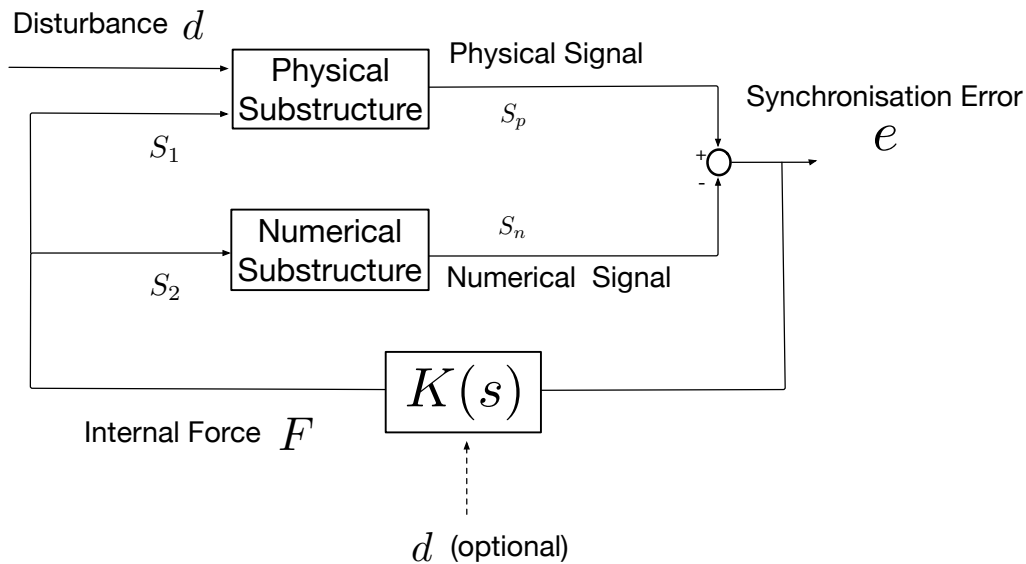 Disturbance d
Physical
Substructure
Physical Signal
S_p
S_1
Synchronisation Error
e
+
-
Numerical
Substructure
S_n
Numerical Signal
S_2
K(s)
Internal Force F
d (optional)